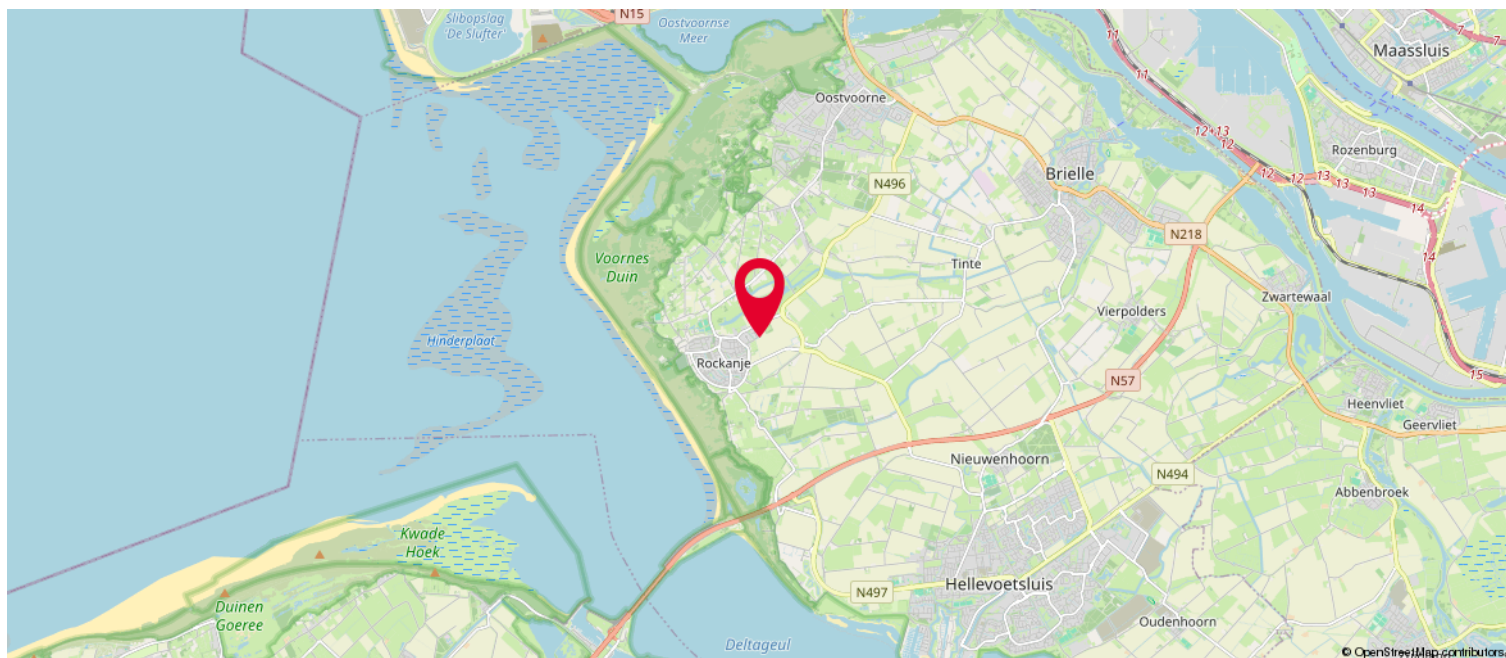 Slibopslag
'De Slufter'
N15
Oostvoornse
Meer
11
7
7
Maassluis
Oostvoorne
11
12+13
12
Rozenburg
Brielle
N496
12
12
13
13
13
14
N218
14
Voornes
Duin
Tinte
Zwartewaal
Vierpolders
Hinderplaat
Rockanje
N57
15
Heenvliet
Geervliet
Nieuwenhoorn
N494
Abbenbroek
Kwade
Hoek
Hellevoetsluis
N497
Duinen
Goeree
Oudenhoorn
Deltageul
© OpenStreetMap contributors